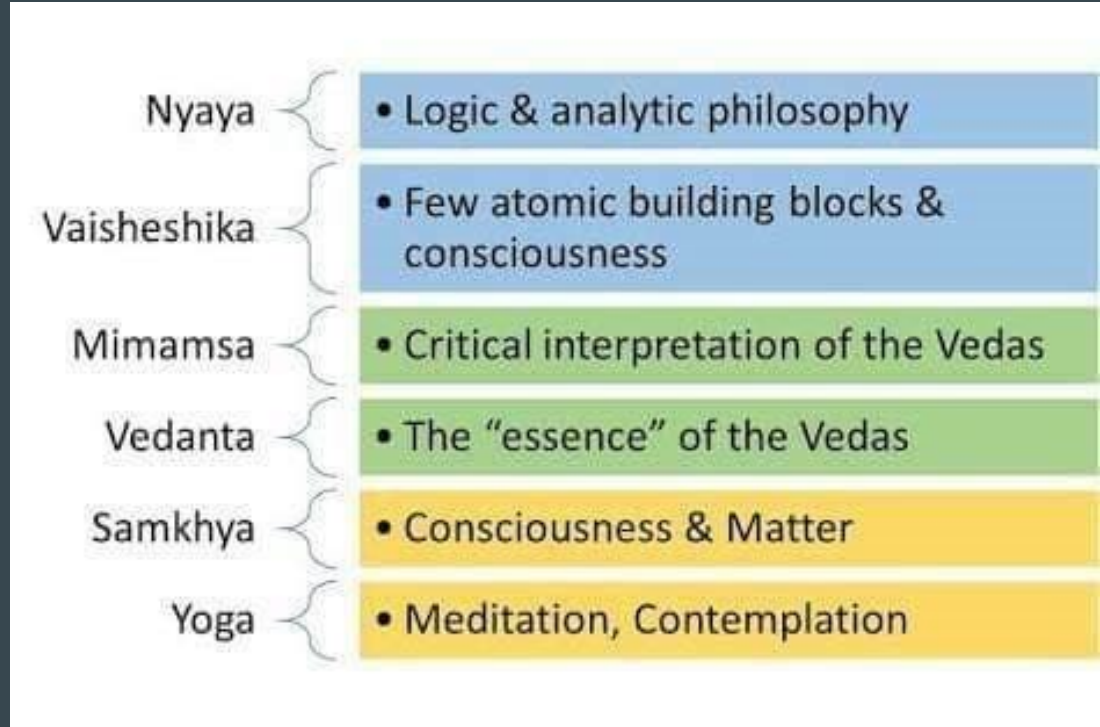 Nyaya
• Logic & analytic philosophy
Vaisheshika
• Few atomic building blocks &
consciousness
Mimamsa
• Critical interpretation of the Vedas
Vedanta
• The “essence” of the Vedas
Samkhya
• Consciousness & Matter
Yoga
• Meditation, Contemplation